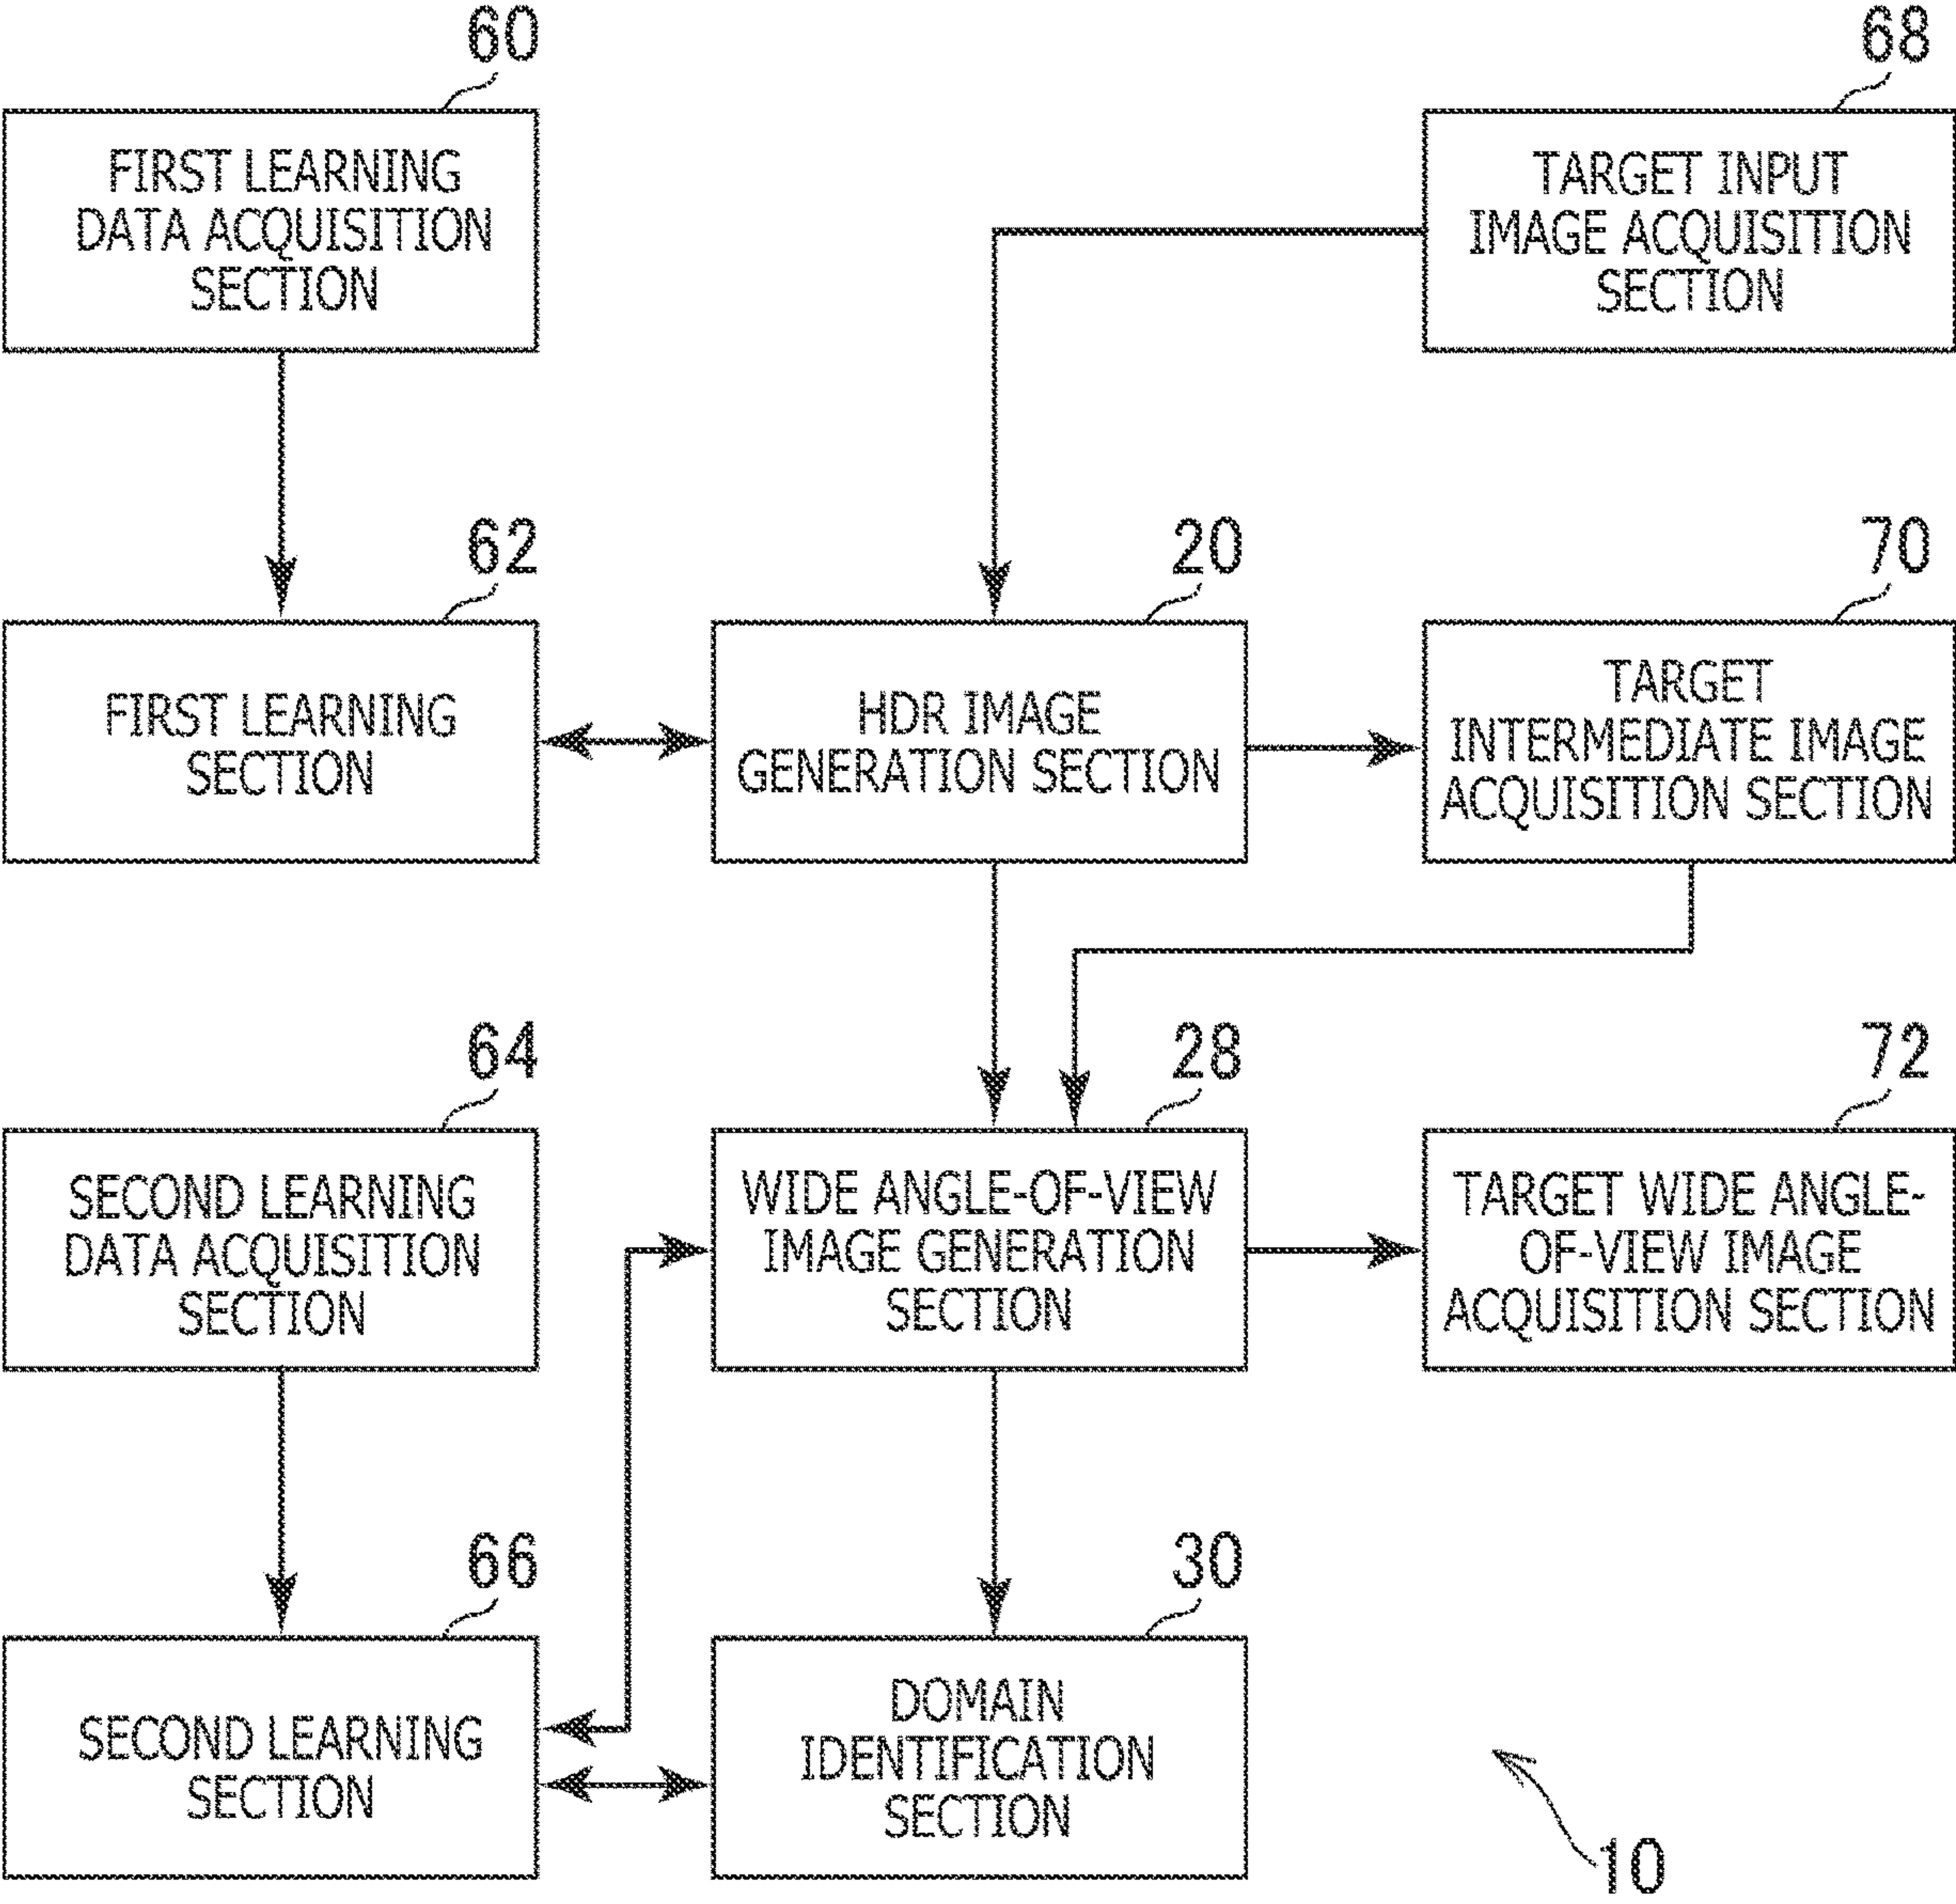 60
FIRST LEARNING
DATA ACQUISITION
SECTION
68
TARGET INPUT
IMAGE ACQUISITION
SECTION
62
FIRST LEARNING
SECTION
20
HDR IMAGE
GENERATION SECTION
70
TARGET
INTERMEDIATE IMAGE
ACQUISITION SECTION
64
SECOND LEARNING
DATA ACQUISITION
SECTION
28
WIDE ANGLE-OF-VIEW
IMAGE GENERATION
SECTION
72
TARGET WIDE ANGLE-
OF-VIEW IMAGE
ACQUISITION SECTION
66
SECOND LEARNING
SECTION
30
DOMAIN
IDENTIFICATION
SECTION
10